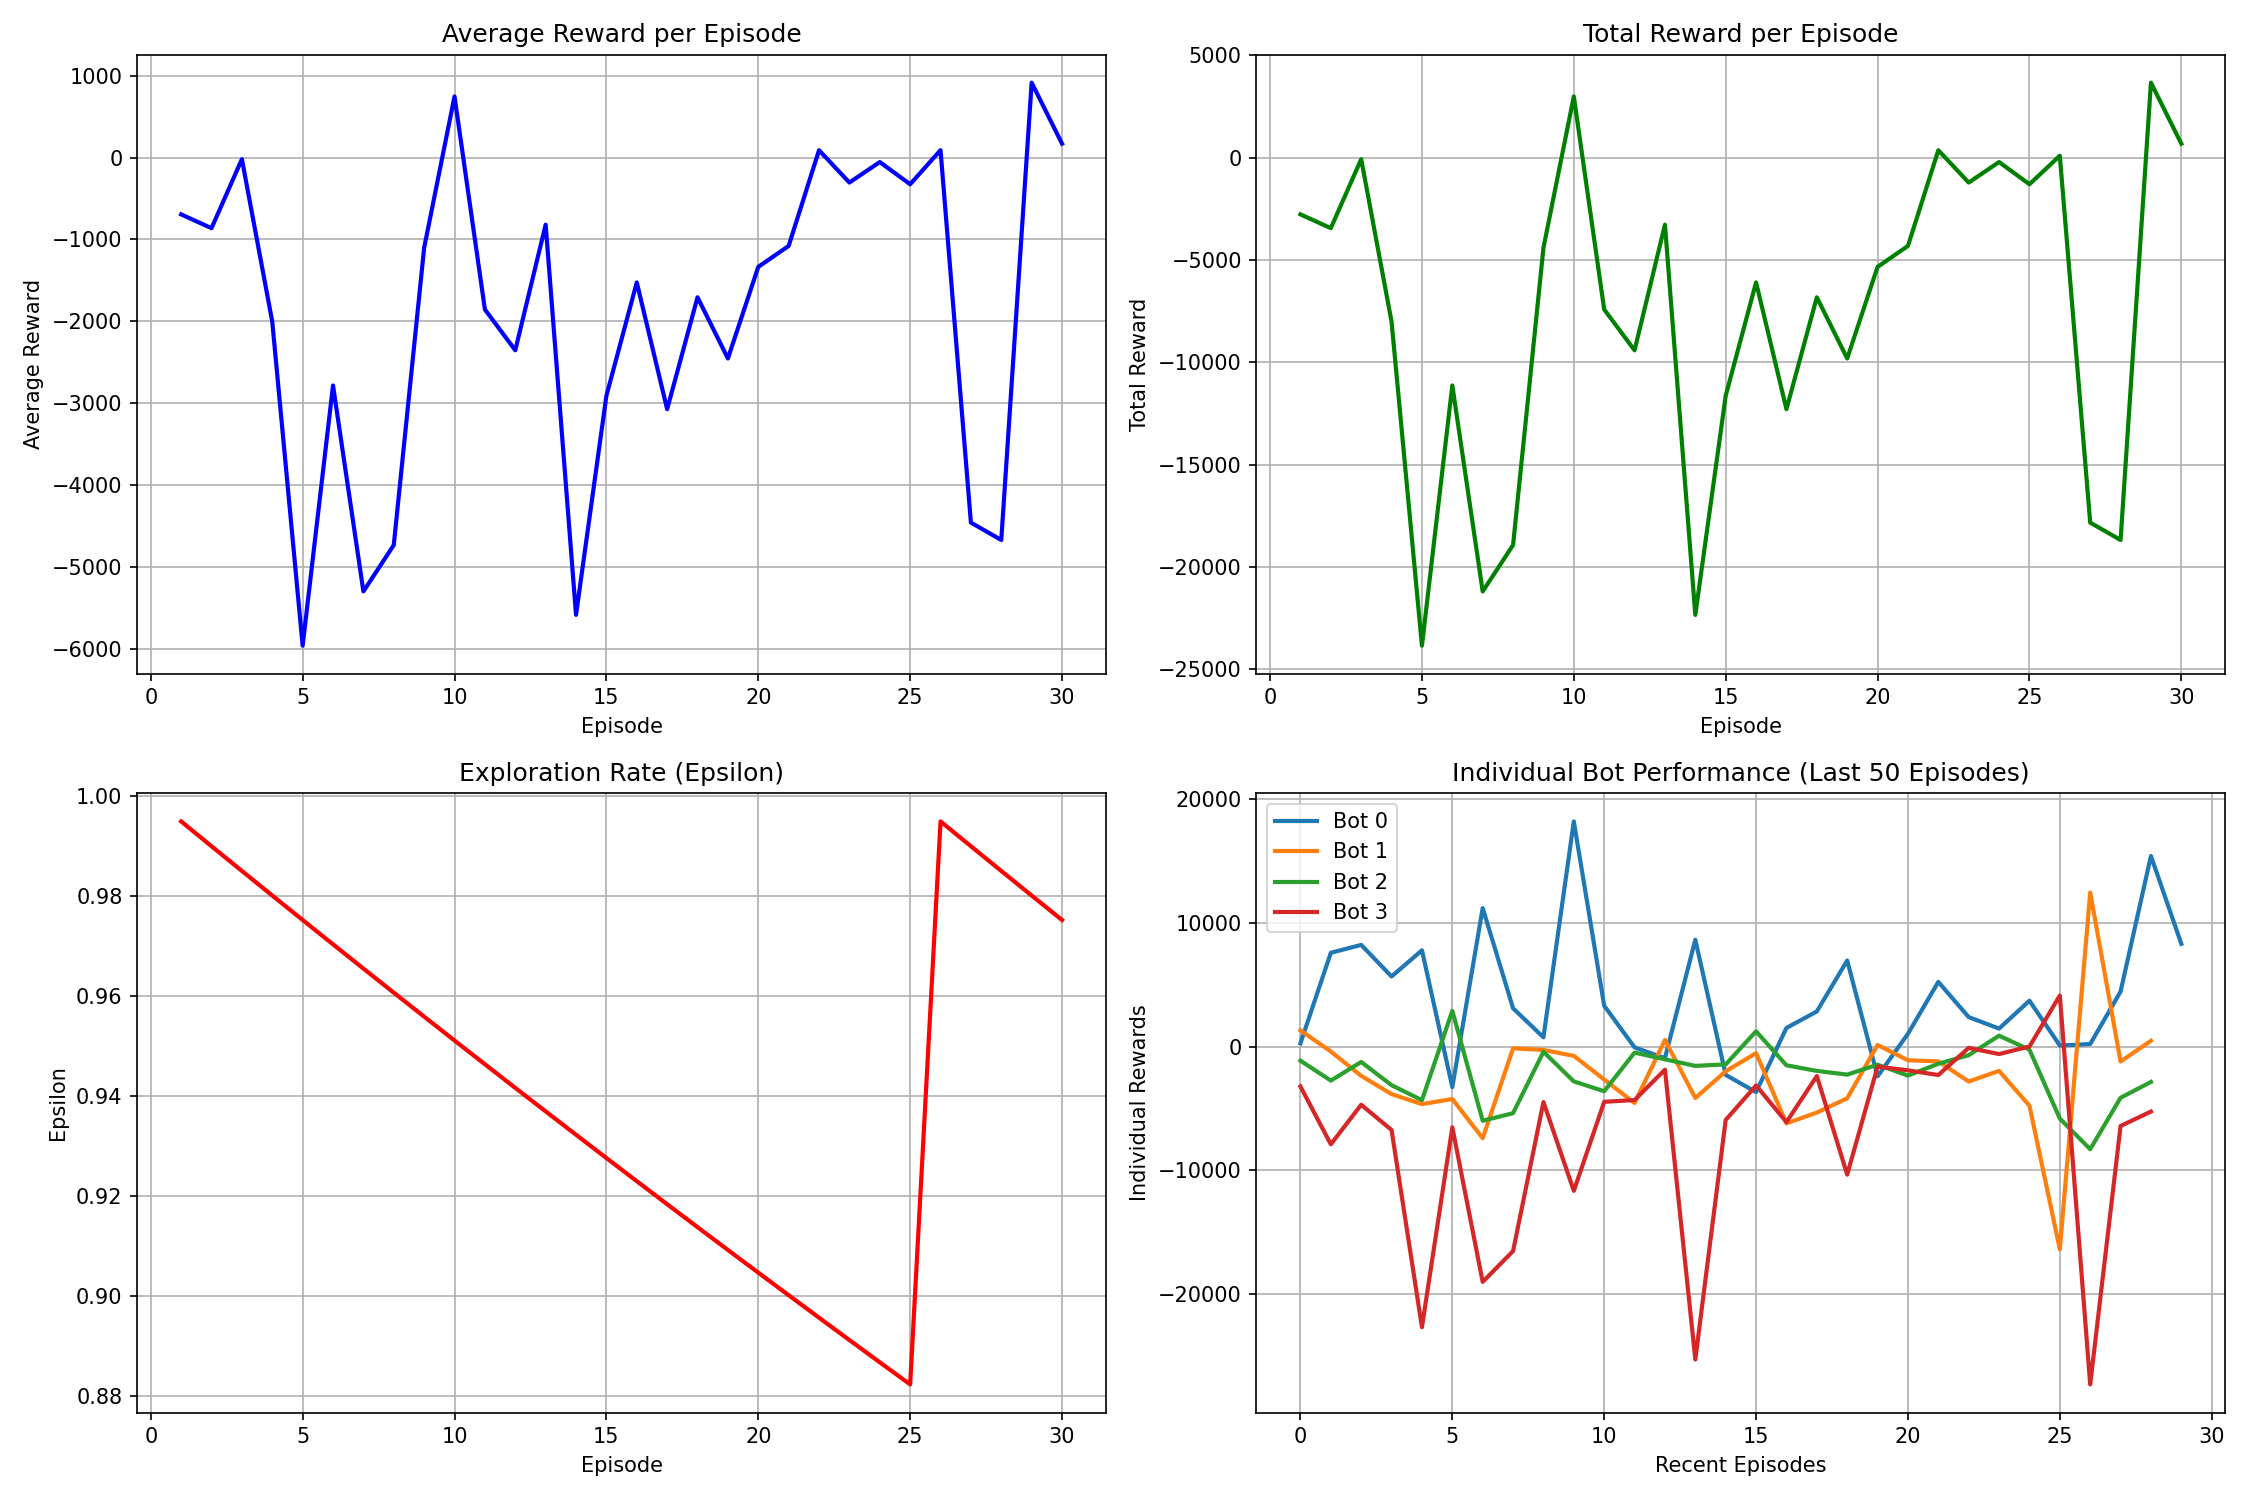 Average Reward per Episode
1000
0
−1000
−2000
−3000
−4000
−5000
−6000
Average Reward
0 5 10 15 20 25 30
Episode
Total Reward per Episode
5000
0
−5000
−10000
−15000
−20000
−25000
Total Reward
0 5 10 15 20 25 30
Episode
Exploration Rate (Epsilon)
1.00
0.98
0.96
0.94
0.92
0.90
0.88
Epsilon
0 5 10 15 20 25 30
Episode
Individual Bot Performance (Last 50 Episodes)
Bot 0
Bot 1
Bot 2
Bot 3
20000
10000
0
−10000
−20000
Individual Rewards
0 5 10 15 20 25 30
Recent Episodes